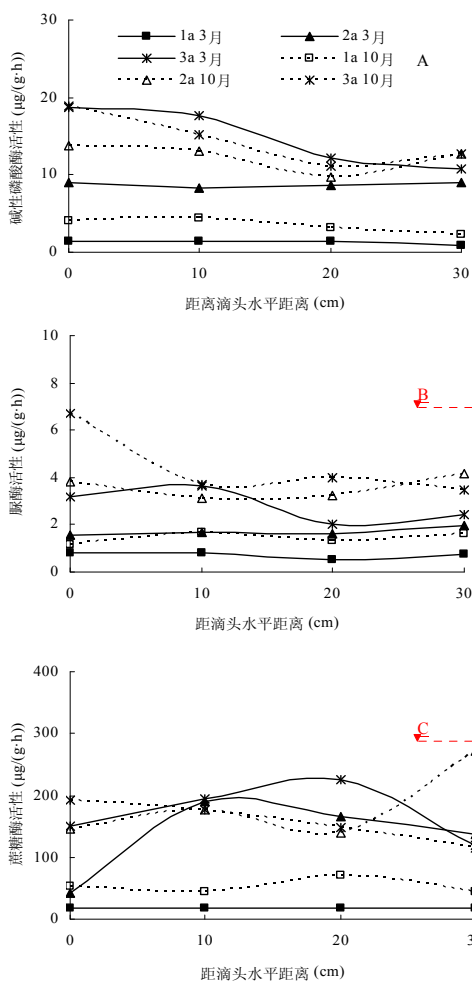 30
1a 3月
2a 3月
3a 3月
1a 10月
A
2a 10月
3a 10月
20
10
0
碱性磷酸酶活性 (μg/(g·h))
0
10
20
30
距离滴头水平距离 (cm)
10
8
B
6
4
2
0
脲酶活性 (μg/(g·h))
0
10
20
30
距滴头水平距离 (cm)
400
C
300
200
100
0
蔗糖酶活性 (μg/(g·h))
0
10
20
距滴头水平距离 (cm)